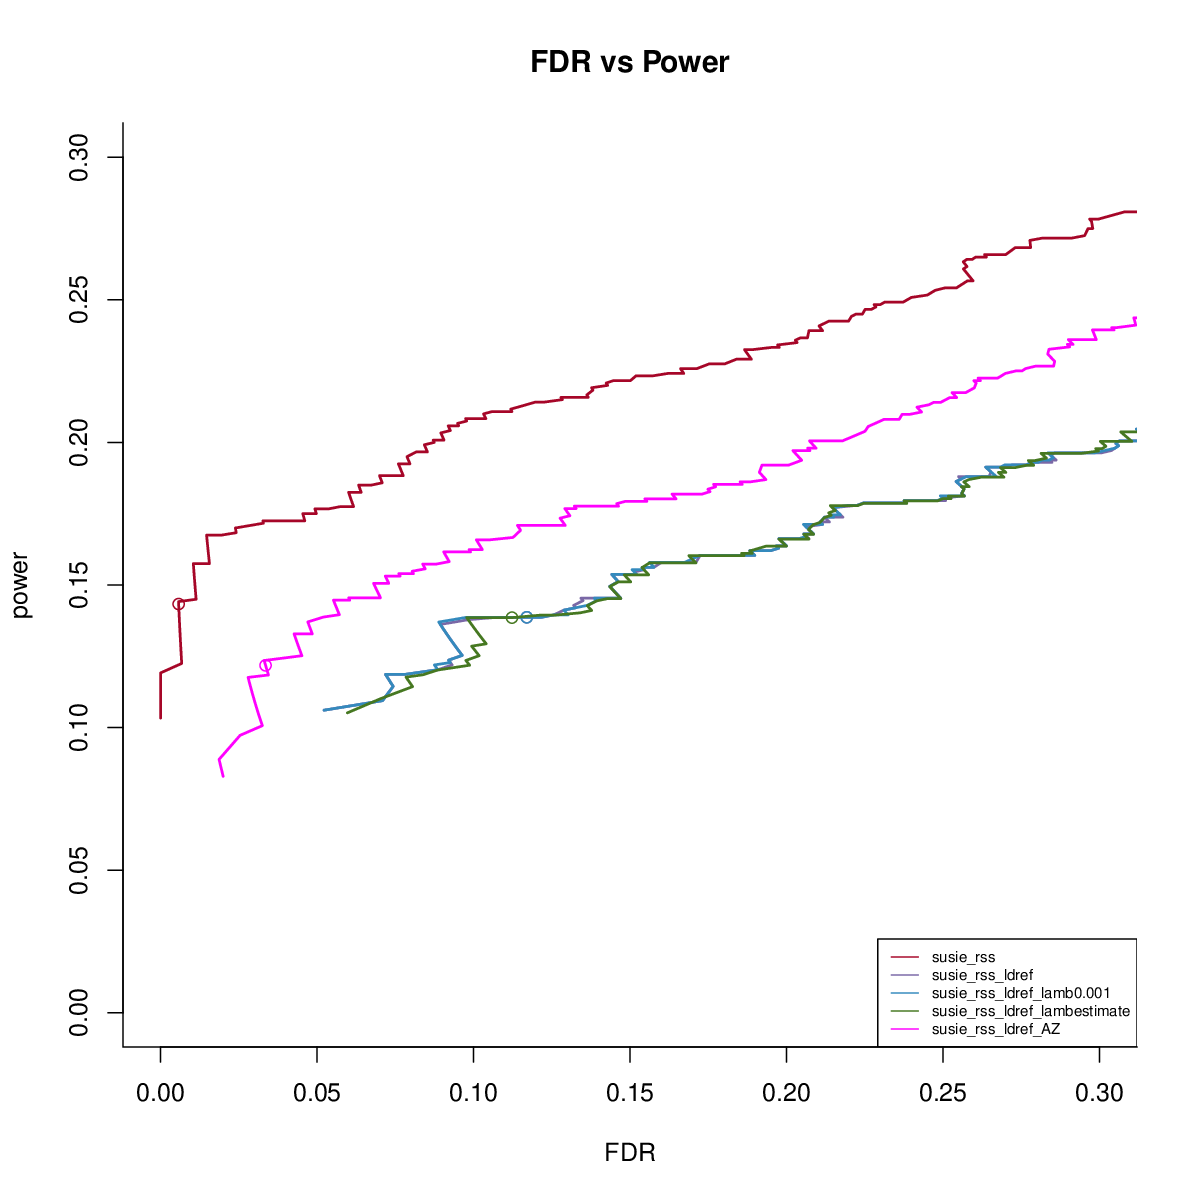 FDR vs Power
power
0.30
0.25
0.20
0.15
0.10
0.05
0.00
susie_rss
susie_rss_ldref
susie_rss_ldref_lamb0.001
susie_rss_ldref_lambestimate
susie_rss_ldref_AZ
0.00 0.05 0.10 0.15 0.20 0.25 0.30
FDR